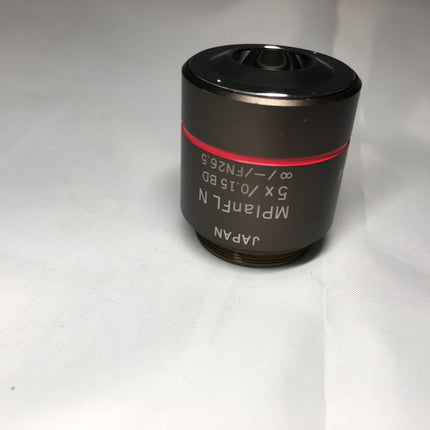 JAPAN
MPlanFL N
5x/0.15 BD
∞/−/FN26.5